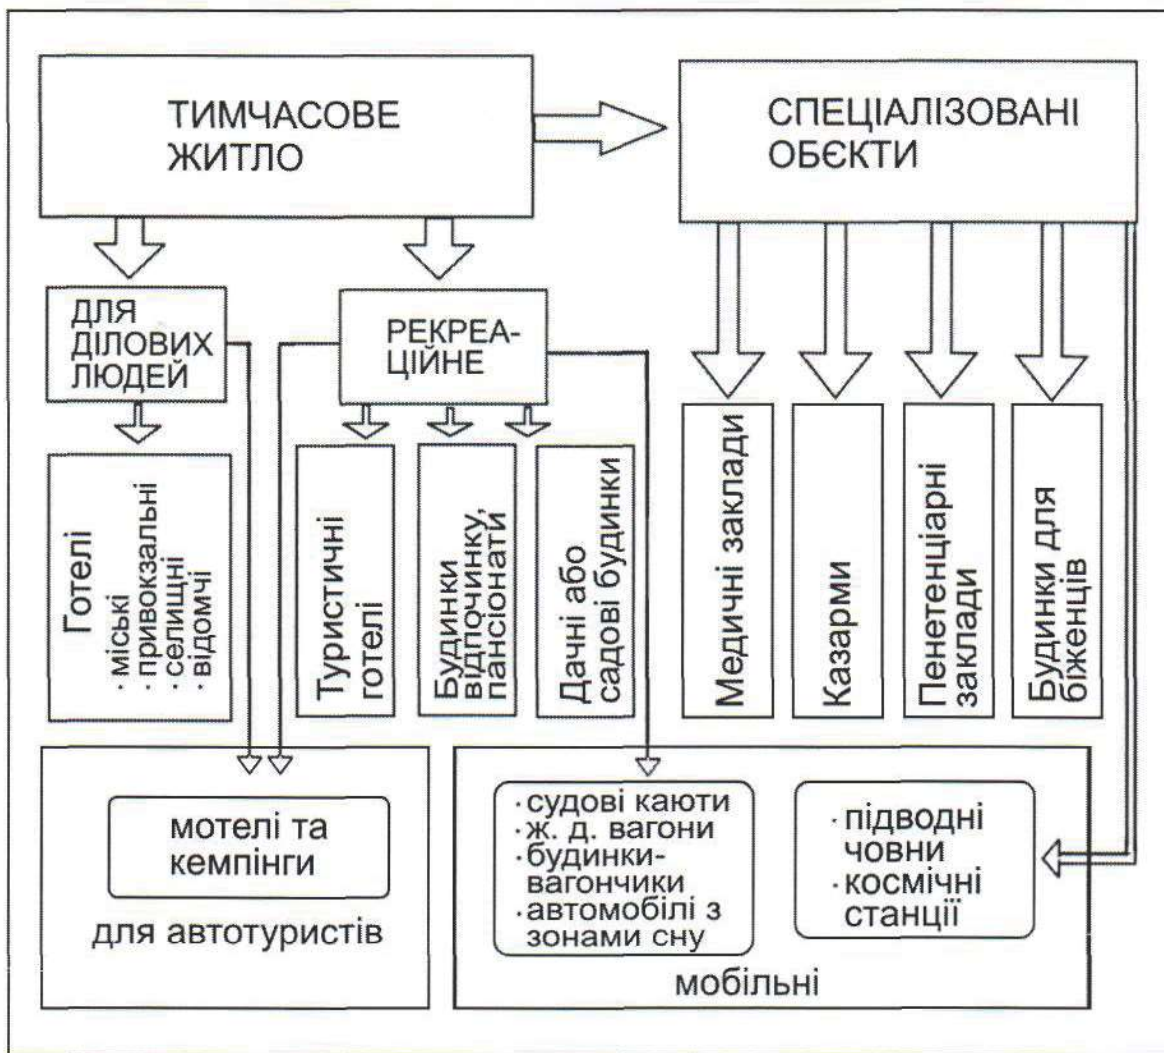 ТИМЧАСОВЕ
ЖИТЛО
СПЕЦІАЛІЗОВАНІ
ОБЄКТИ
ДЛЯ
ДІЛОВИХ
ЛЮДЕЙ
РЕКРЕА-
ЦІЙНЕ
Готелі
· міські
· привокзальні
· селищні
· відомчі
Туристичні
готелі
Будинки
відпочинку,
пансіонати
Дачні або
садові будинки
Медичні заклади
Казарми
Пенетенціарні
заклади
Будинки для
біженців
мотелі та
кемпінги
для автотуристів
· судові каюти
· ж. д. вагони
· будинки-
вагончики
· автомобілі з
зонами сну
· підводні
човни
· космічні
станції
мобільні